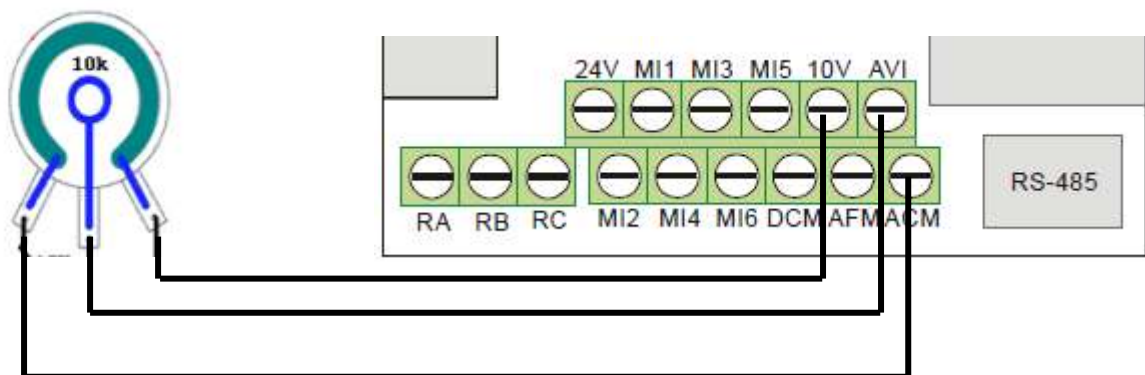 10k
24V MI1 MI3 MI5 10V AVI
RS-485
RA RB RC MI2 MI4 MI6 DCM AFM ACM